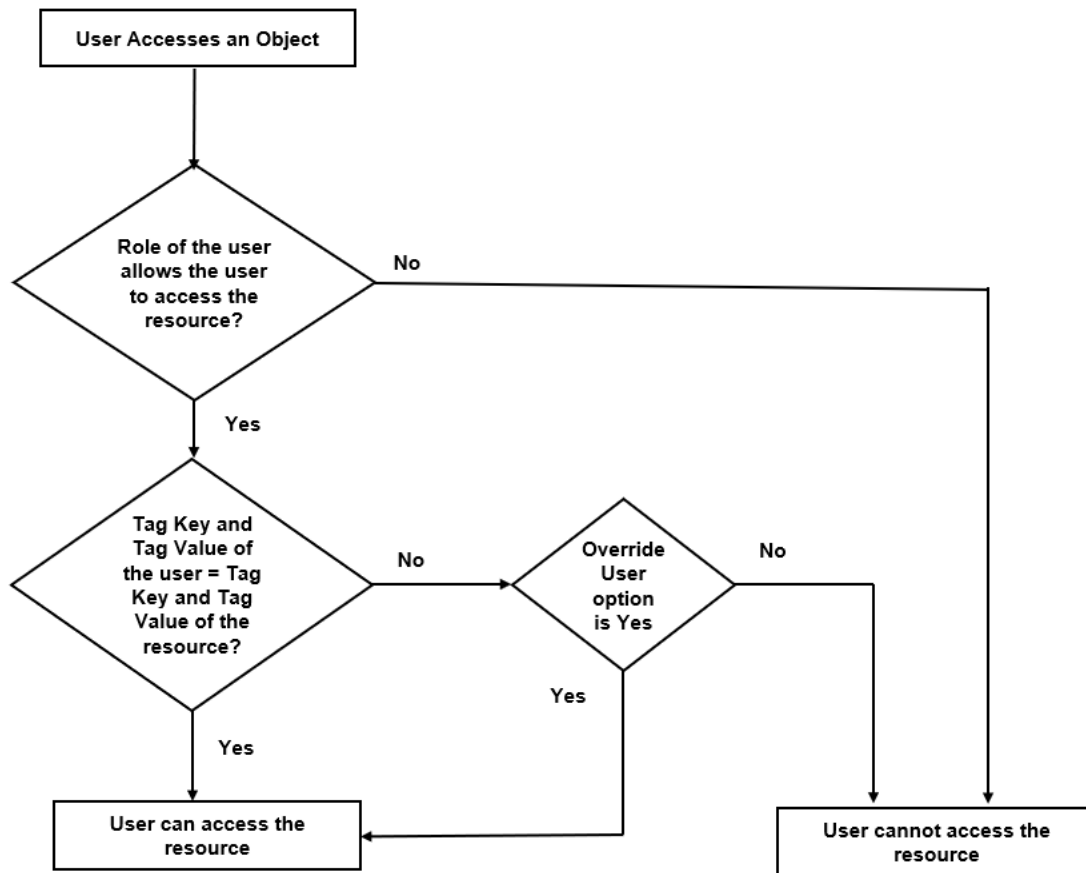 User Accesses an Object
Role of the user
allows the user
to access the
resource?
No
Yes
Tag Key and
Tag Value of
the user = Tag
Key and Tag
Value of the
resource?
No
Override
User
option
is Yes
No
Yes
Yes
User can access the
resource
User cannot access the
resource